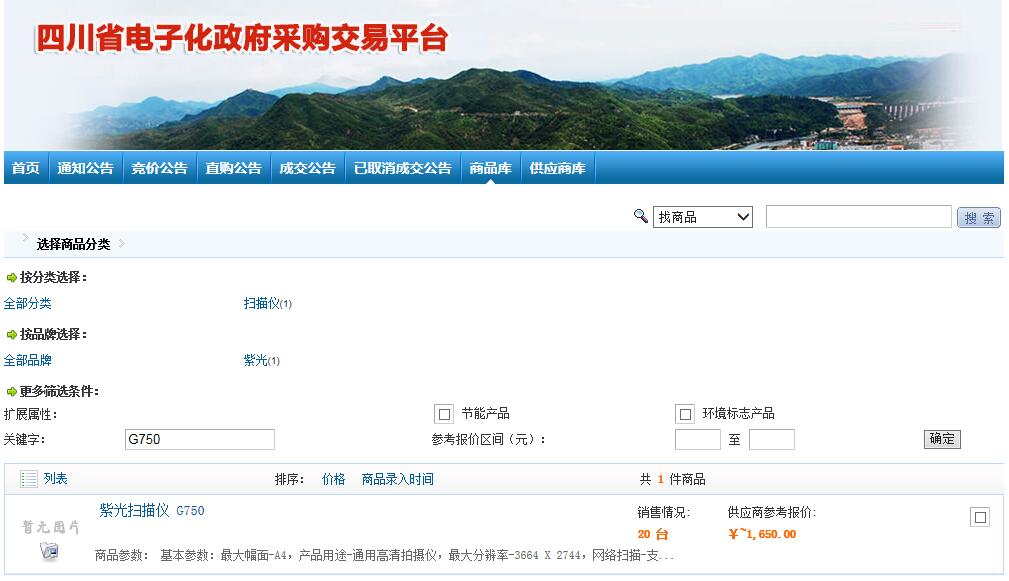 四川省电子化政府采购交易平台
首页 通知公告 竞价公告 直购公告 成交公告 已取消成交公告 商品库 供应商库
找商品 搜 索
选择商品分类
按分类选择:
全部分类 扫描仪(1)
按品牌选择:
全部品牌 紫光(1)
更多筛选条件:
扩展属性: 节能产品 环境标志产品
关键字: G750 参考报价区间（元）: 至 确定
列表 排序: 价格 商品录入时间 共 1 件商品
紫光扫描仪 G750 销售情况: 供应商参考报价:
暂无图片 20 台 ￥~1,650.00
商品参数: 基本参数: 最大幅面-A4, 产品用途-通用高清拍摄仪, 最大分辨率-3664 X 2744, 网络扫描-支...